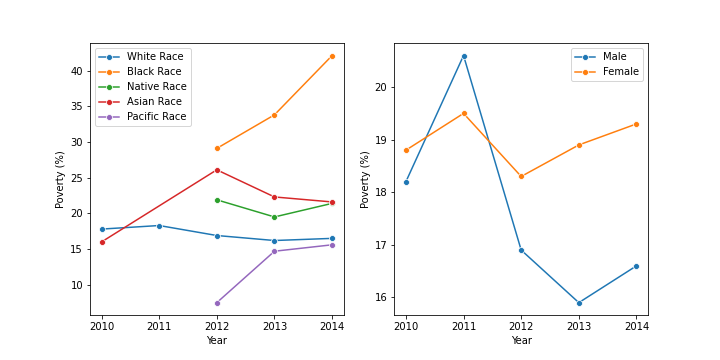 White Race
Black Race
Native Race
Asian Race
Pacific Race
40
35
30
25
20
15
10
Poverty (%)
2010 2011 2012 2013 2014
Year
Male
Female
20
19
18
17
16
Poverty (%)
2010 2011 2012 2013 2014
Year